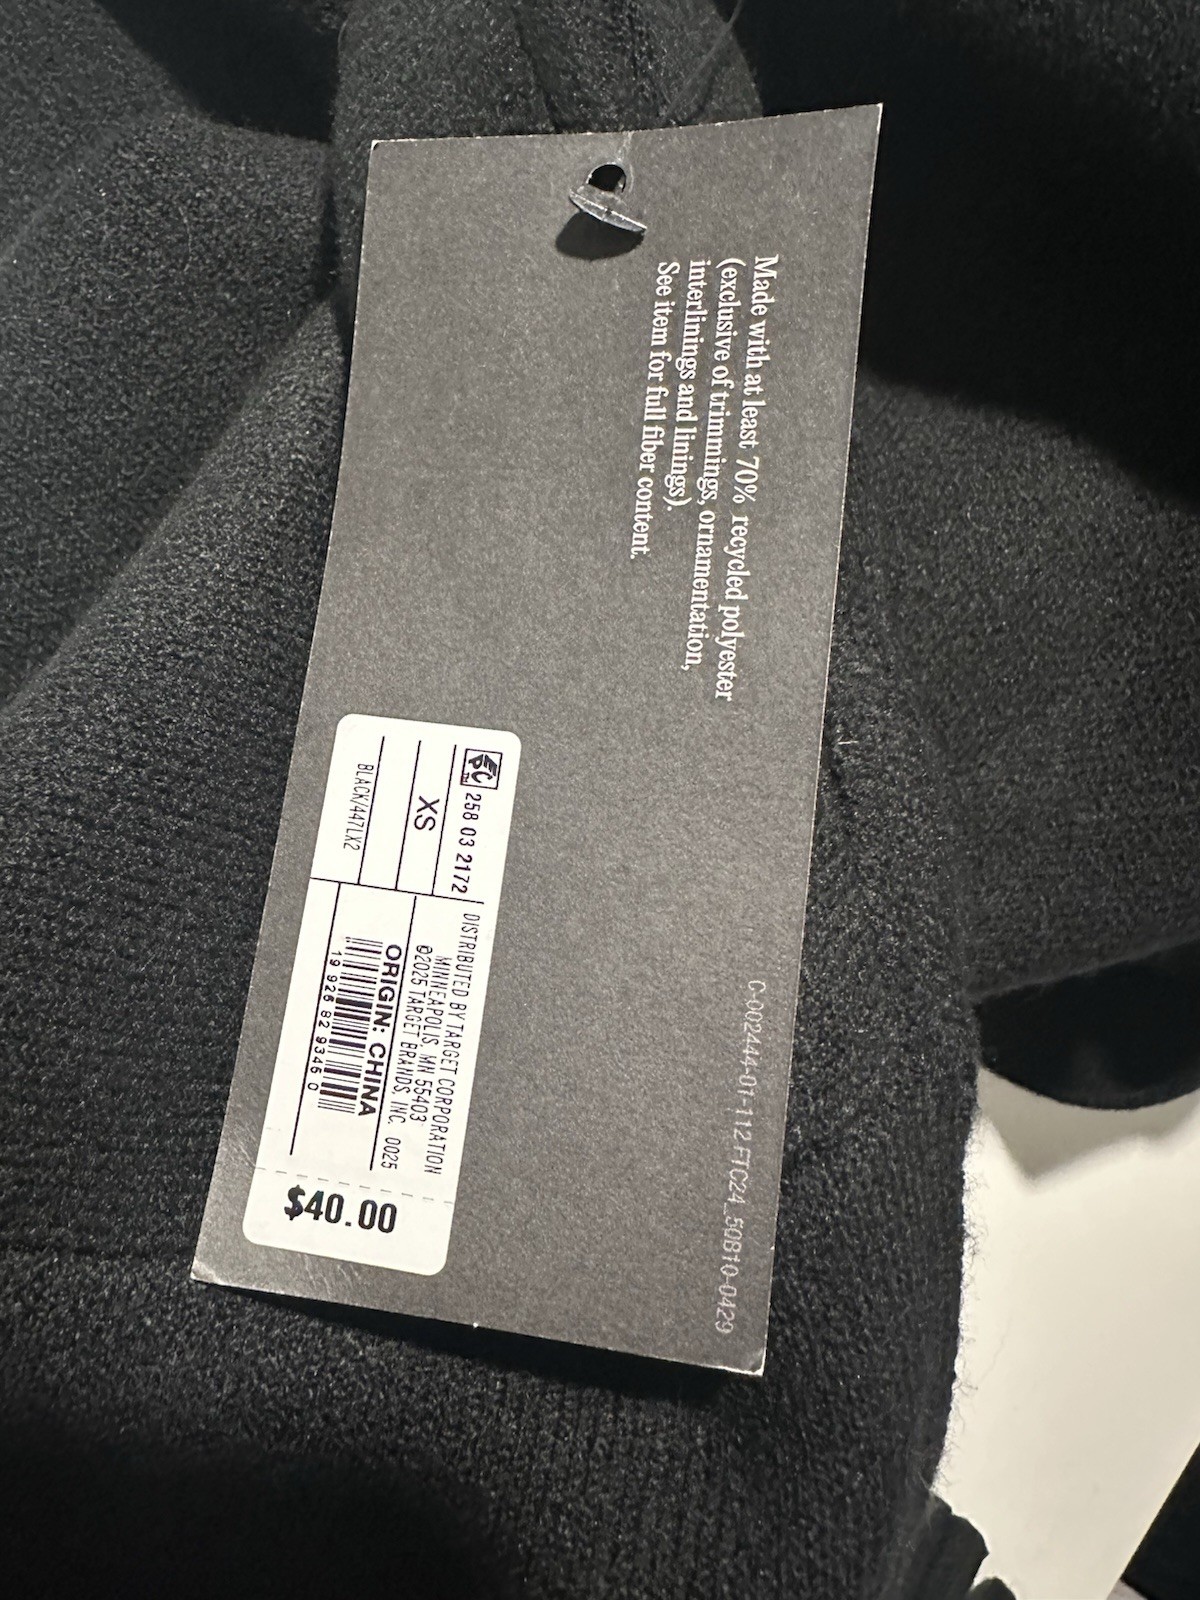 Made with at least 70% recycled polyester
(exclusive of trimmings, ornamentation,
interlinings and linings).
See item for full fiber content.
258 03 2172
XS
BLACK/447LX2
DISTRIBUTED BY TARGET CORPORATION
MINNEAPOLIS, MN 55403
©2025 TARGET BRANDS, INC. 0025
ORIGIN: CHINA
19 926 82 9346 0
$40.00
C-002444-01-112 FTC24_50810-0429